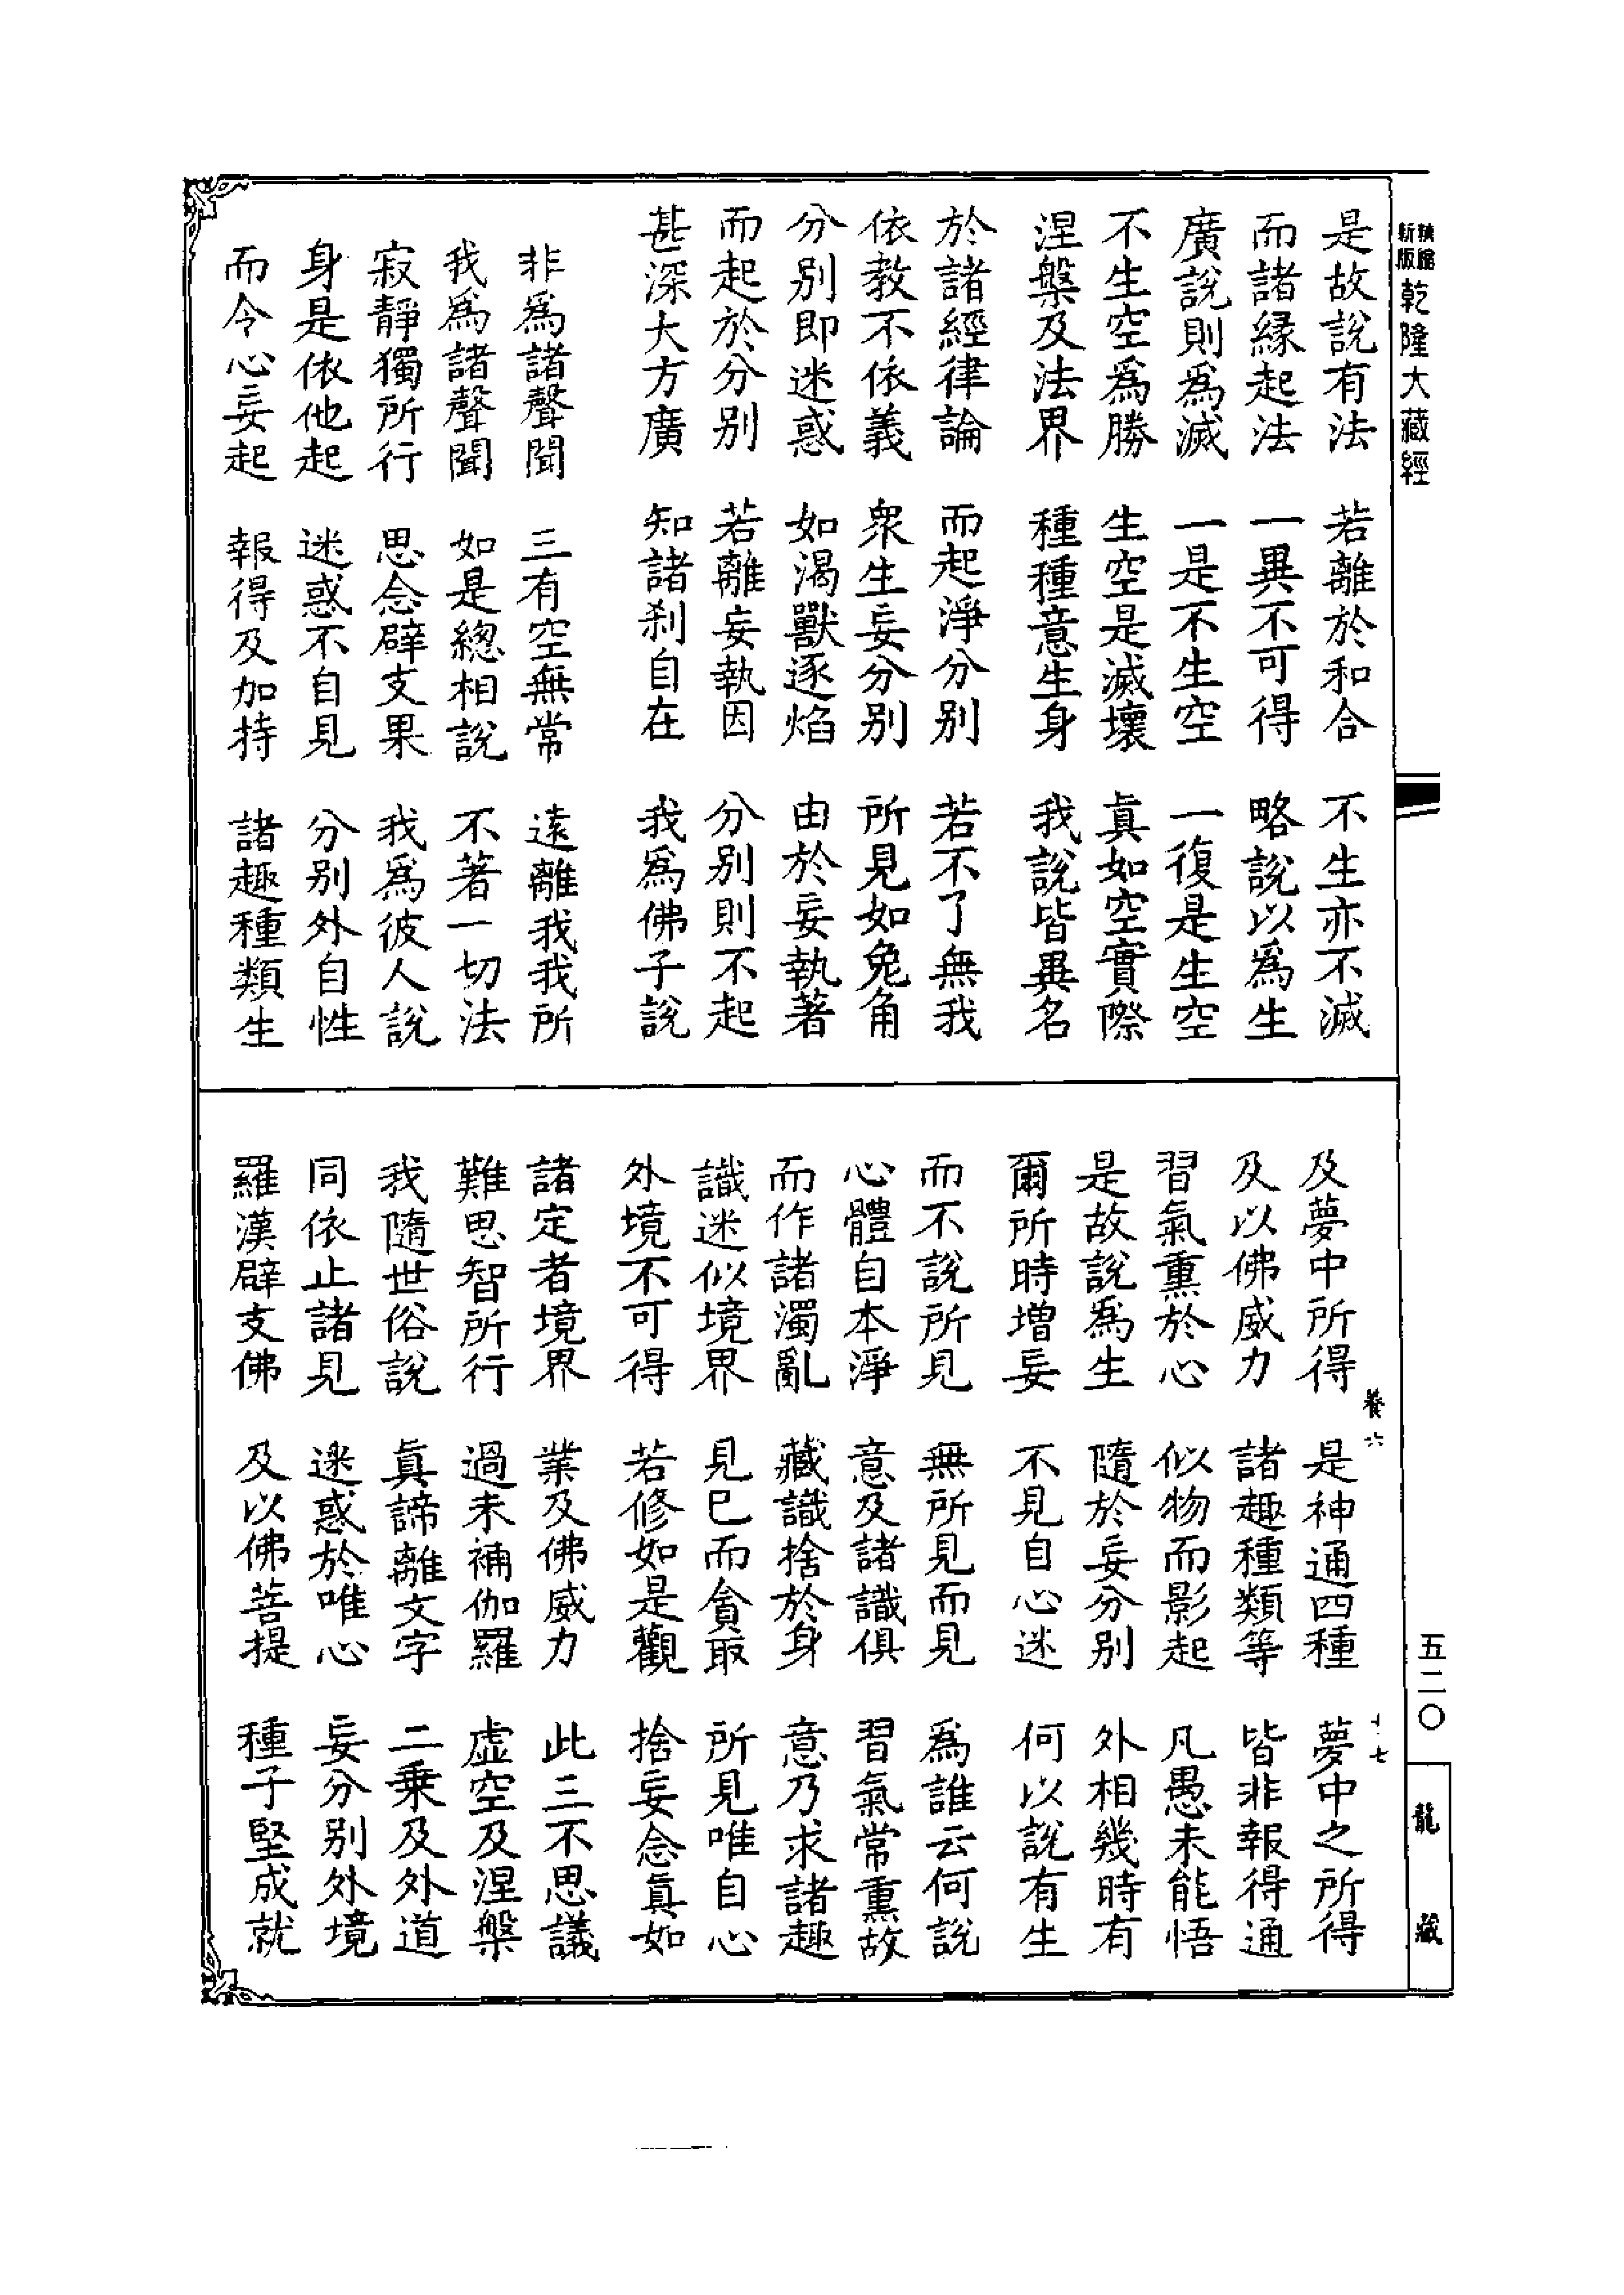 精縮新版乾隆大藏經
是故說有法 若離於和合 不生亦不滅
而諸緣起法 一異不可得 略說以爲生
廣說則爲滅 一是不生空 一復是生空
不生空爲勝 生空是滅壞 真如空實際
涅槃及法界 種種意生身 我說皆異名
於諸經律論 而起淨分別 若不了無我
依教不依義 衆生妄分別 所見如兔角
分別即迷惑 如渴獸逐焰 由於妄執著
而起於分別 若離妄執因 分別則不起
甚深大方廣 知諸刹自在 我爲佛子說
非爲諸聲聞 三有空無常 遠離我我所
我爲諸聲聞 如是總相說 不著一切法
寂靜獨所行 思念辟支果 我爲彼人說
身是依他起 迷惑不自見 分別外自性
而令心妄起 報得及加持 諸趣種類生
及夢中所得 是神通四種 夢中之所得
及以佛威力 諸趣種類等 皆非報得通
習氣熏於心 似物而影起 凡愚未能悟
是故說爲生 隨於妄分別 外相幾時有
爾所時增妄 不見自心迷 何以說有生
而不說所見 無所見而見 爲誰云何說
心體自本淨 意及諸識俱 習氣常熏故
而作諸濁亂 藏識捨於身 意乃求諸趣
識迷似境界 見已而貪取 所見唯自心
外境不可得 若修如是觀 捨妄念真如
諸定者境界 業及佛威力 此三不思議
難思智所行 過未補伽羅 虛空及涅槃
我隨世俗說 真諦離文字 二乘及外道
同依止諸見 迷惑於唯心 妄分別外境
羅漢辟支佛 及以佛菩提 種子堅成就
養六 十七
五二〇
龍藏